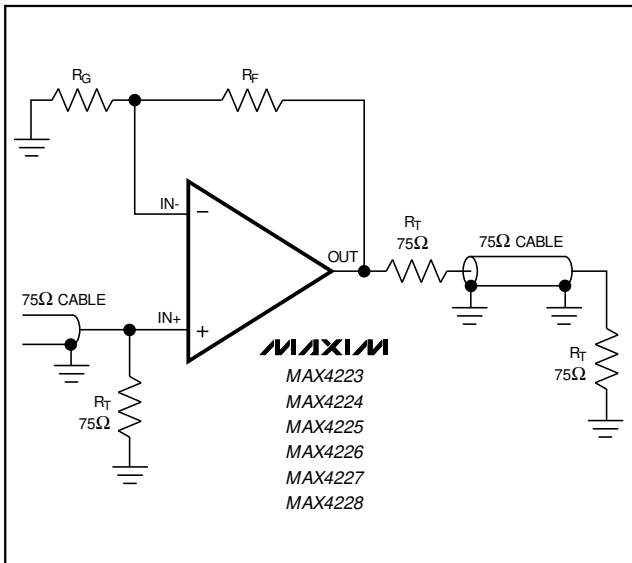 RG
RF
IN-
−
OUT
RT
75Ω
75Ω CABLE
75Ω CABLE
IN+
+
MAXIM
RT
75Ω
RT
75Ω
MAX4223
MAX4224
MAX4225
MAX4226
MAX4227
MAX4228